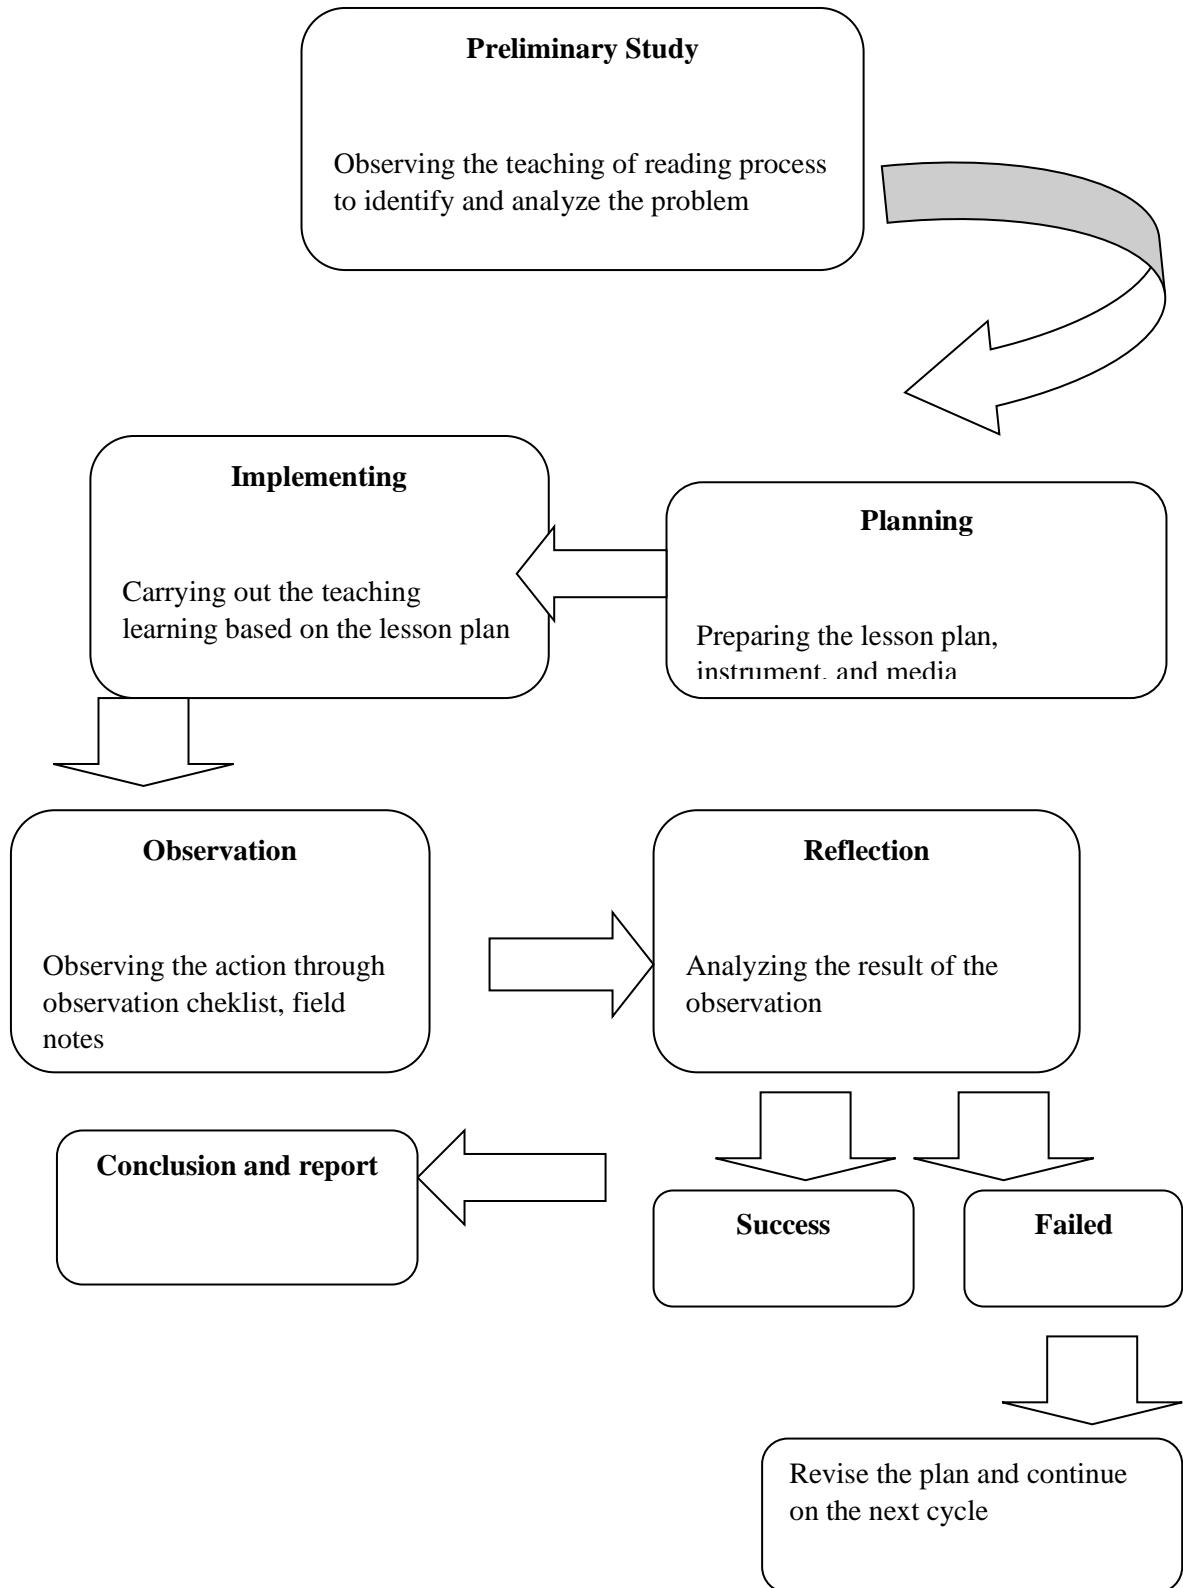 Preliminary Study
Observing the teaching of reading process
to identify and analyze the problem
Implementing
Carrying out the teaching
learning based on the lesson plan
Planning
Preparing the lesson plan,
instrument, and media
Observation
Observing the action through
observation cheklist, field
notes
Reflection
Analyzing the result of the
observation
Conclusion and report
Success
Failed
Revise the plan and continue
on the next cycle